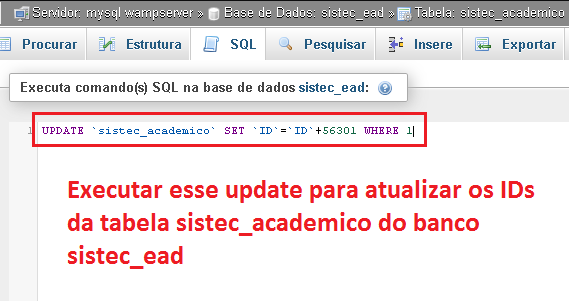 Servidor: mysql wampserver » Base de Dados: sistec_ead » Tabela: sistec_academico
Procurar Estrutura SQL Pesquisar Insere Exportar
Executa comando(s) SQL na base de dados sistec_ead:
1 UPDATE `sistec_academico` SET `ID`=`ID`+56301 WHERE 1
Executar esse update para atualizar os IDs
da tabela sistec_academico do banco
sistec_ead